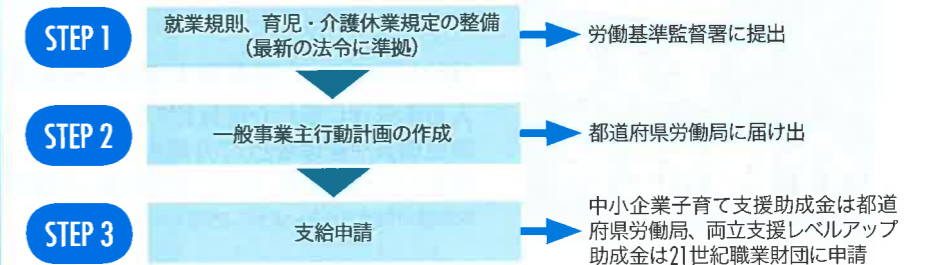 STEP 1
就業規則、育児・介護休業規定の整備
(最新の法令に準拠)
労働基準監督署に提出
STEP 2
一般事業主行動計画の作成
都道府県労働局に届け出
STEP 3
支給申請
中小企業子育て支援助成金は都道
府県労働局、両立支援レベルアップ
助成金は21世紀職業財団に申請